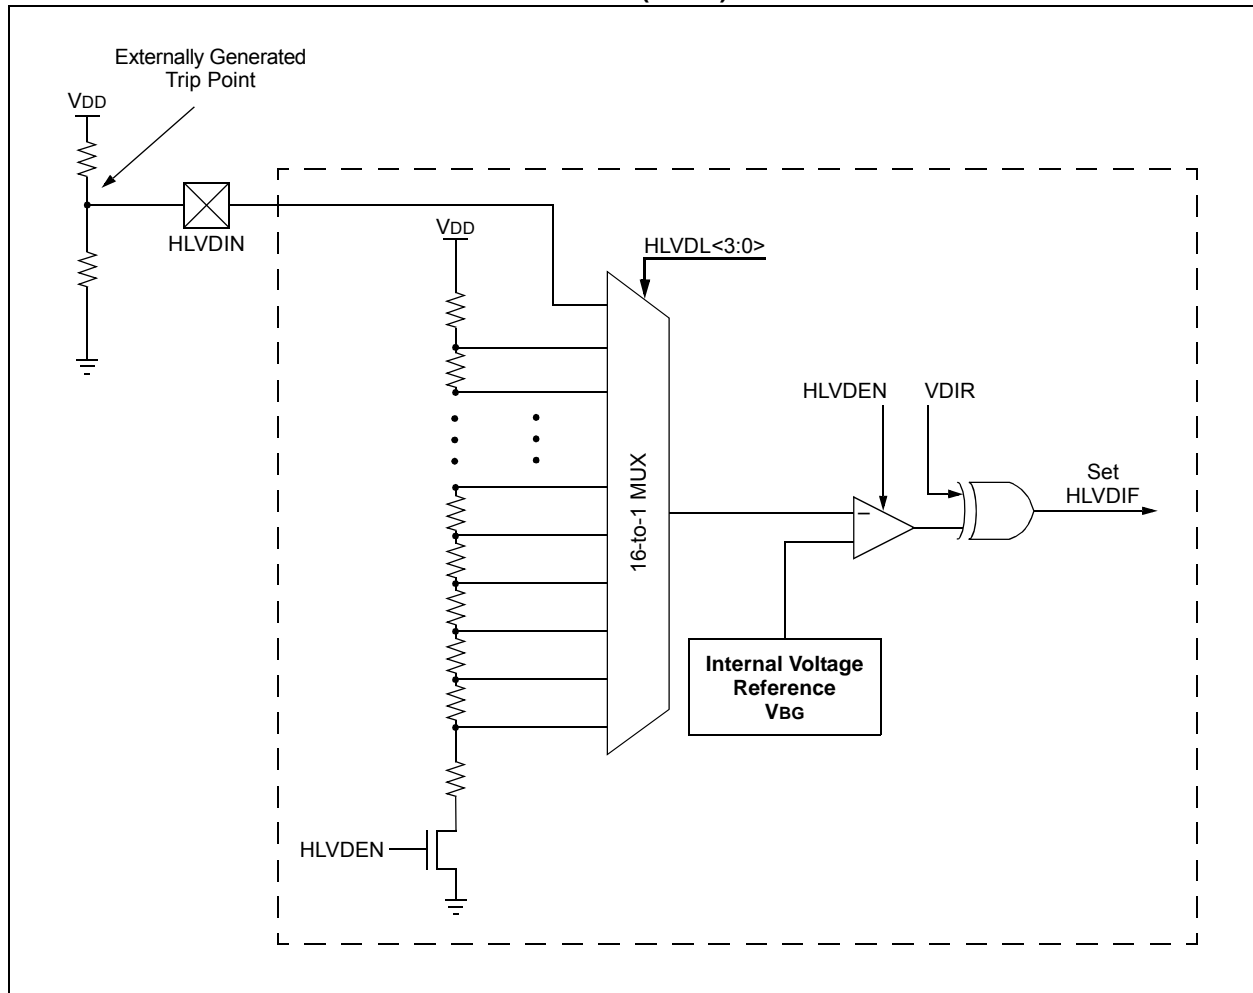 Externally Generated
Trip Point
VDD
HLVDIN
VDD
HLVDL<3:0>
16-to-1 MUX
HLVDEN
VDIR
Set
HLVDIF
–
Internal Voltage
Reference
VBG
HLVDEN